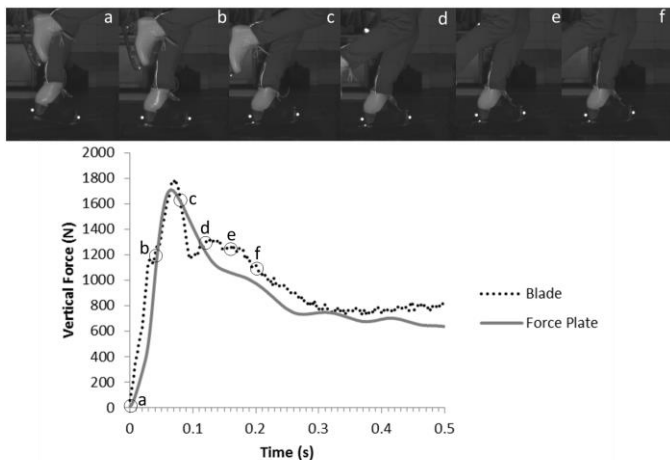 a b c d e f
Vertical Force (N)
2000
1800
1600
1400
1200
1000
800
600
400
200
0
a
b
c
d
e
f
0 0.1 0.2 0.3 0.4 0.5
Time (s)
Blade
Force Plate